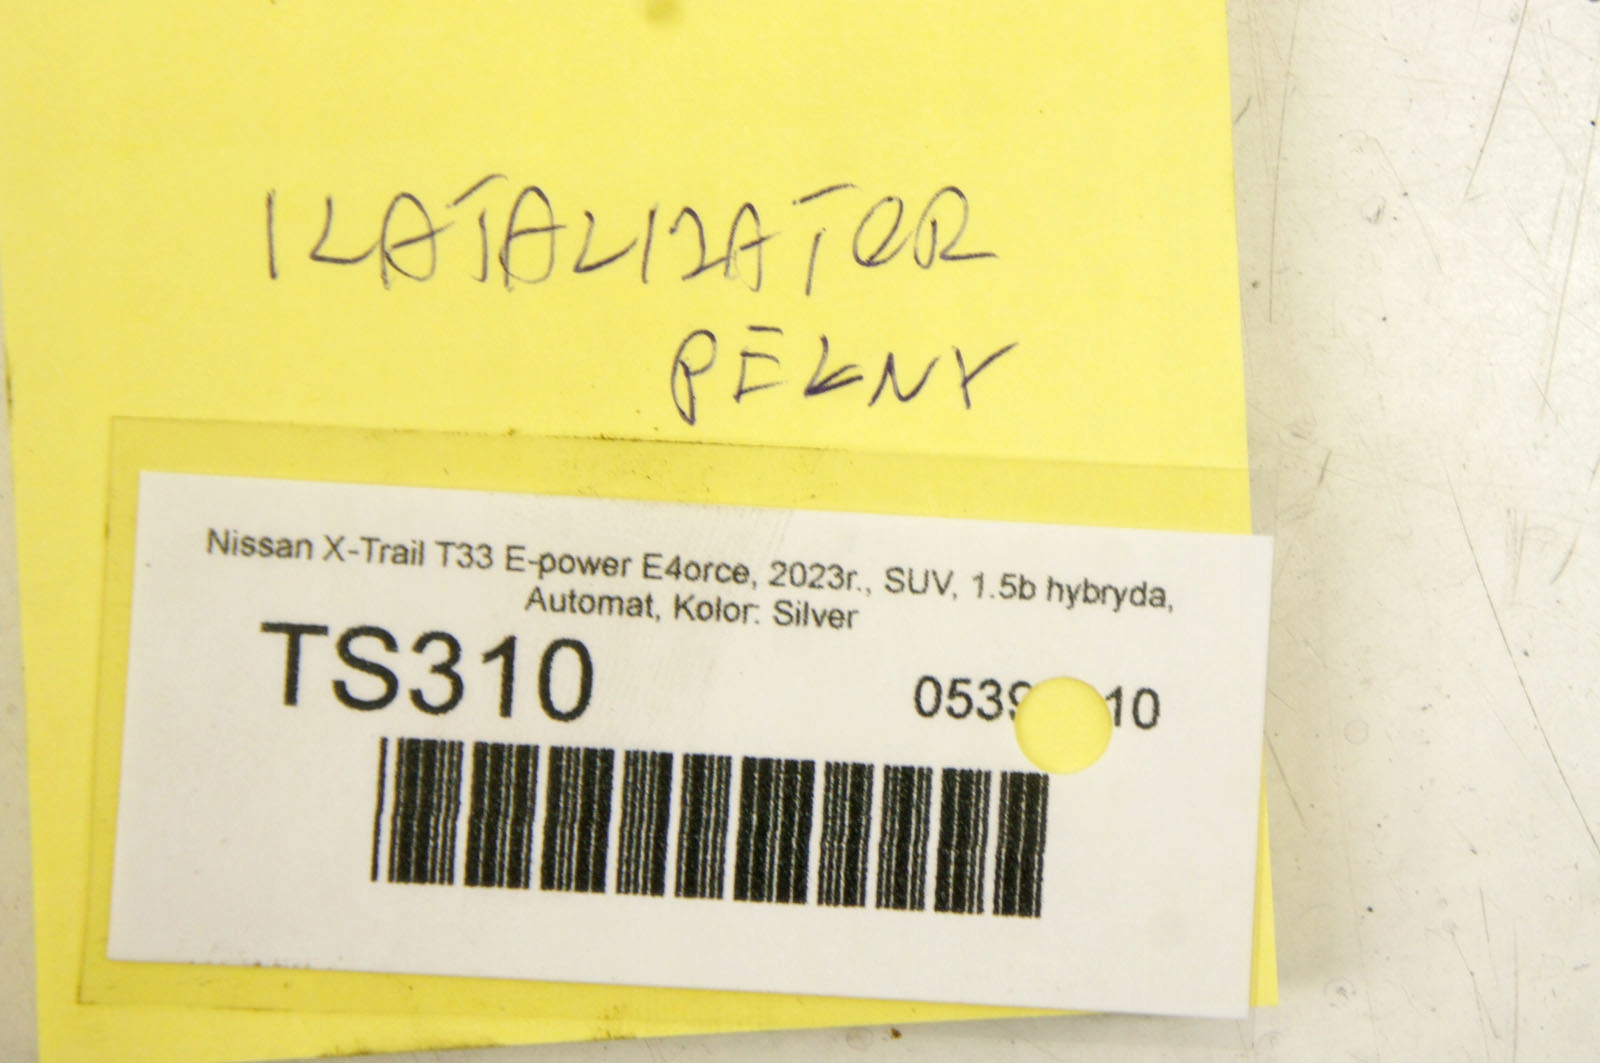 KATALIZATOR
PEŁNY
Nissan X-Trail T33 E-power E4orce, 2023r., SUV, 1.5b hybryda,
Automat, Kolor: Silver
TS310